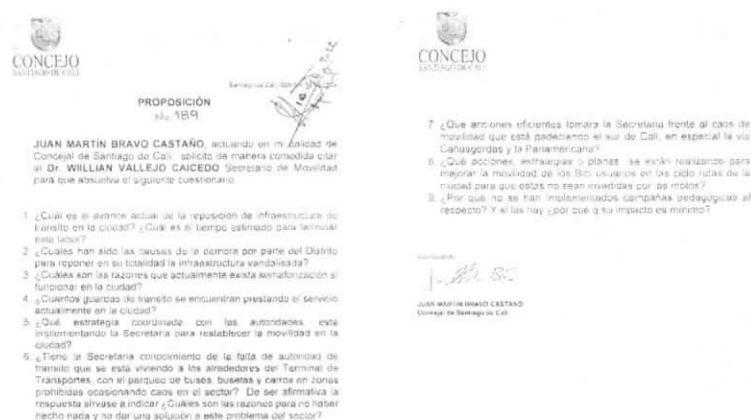 CONCEJO
SANTIAGO DE CALI
PROPOSICIÓN
No. 189
JUAN MARTÍN BRAVO CASTAÑO, actuando en mi calidad de
Concejal de Santiago de Cali, solicito de manera comedida citar
al Dr. WILLIAN VALLEJO CAICEDO Secretario de Movilidad
para que absuelva el siguiente cuestionario
1. ¿Cuál es el avance actual de la reposición de infraestructura de
tránsito en la ciudad? ¿Cuál es el tiempo estimado para terminar
esta labor?
2. ¿Cuáles han sido las causas de la demora por parte del Distrito
para reponer en su totalidad la infraestructura vandalizada?
3. ¿Cuáles son las razones que actualmente exista semaforización sí
funcional en la ciudad?
4. ¿Cuántos guardas de tránsito se encuentran prestando el servicio
actualmente en la ciudad?
5. ¿Qué estrategia coordinada con las autoridades, está
implementando la Secretaría para restablecer la movilidad en la
ciudad?
6. ¿Tiene la Secretaría conocimiento de la falta de autoridad de
tránsito que se está viviendo a los alrededores del Terminal de
Transportes, con el parqueo de buses, busetas y carros en zonas
prohibidas ocasionando caos en el sector? De ser afirmativa la
respuesta sírvase a indicar ¿Cuáles son las razones para no haber
hecho nada y no dar una solución a este problema del sector?
CONCEJO
SANTIAGO DE CALI
7. ¿Que acciones eficientes tomara la Secretaria frente al caos de
movilidad que está padeciendo el sur de Cali, en especial la vía
Cañasgordas y la Panamericana?
8. ¿Qué acciones, estrategias o planes se están realizando para
mejorar la movilidad de los Bici usuarios en las ciclo rutas de la
ciudad para que estas no sean invadidas por las motos?
9. ¿Por qué no se han implementados campañas pedagógicas al
respecto? Y si las hay ¿por que q su impacto es mínimo?
JUAN MARTIN BRAVO CASTAÑO
Concejal de Santiago de Cali